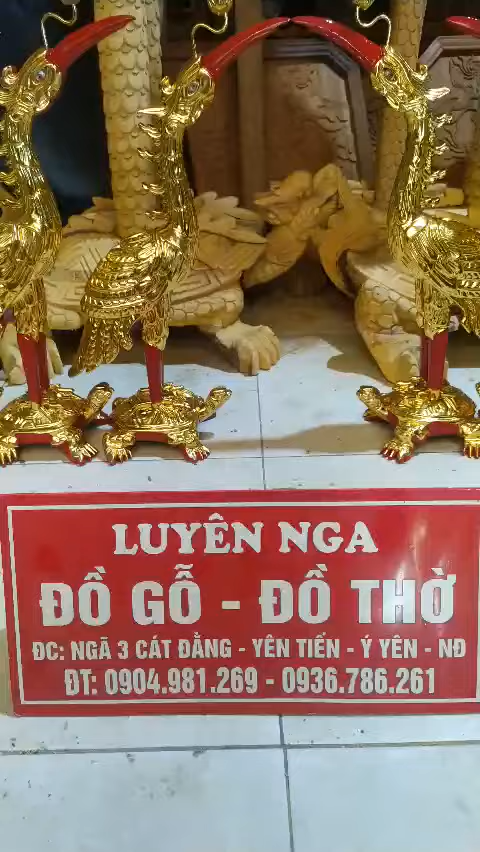 LUYÊN NGA
ĐỒ GỖ - ĐỒ THỜ
ĐC: NGÃ 3 CÁT ĐẰNG - YÊN TIẾN - Ý YÊN - NĐ
ĐT: 0904.981.269 - 0936.786.261